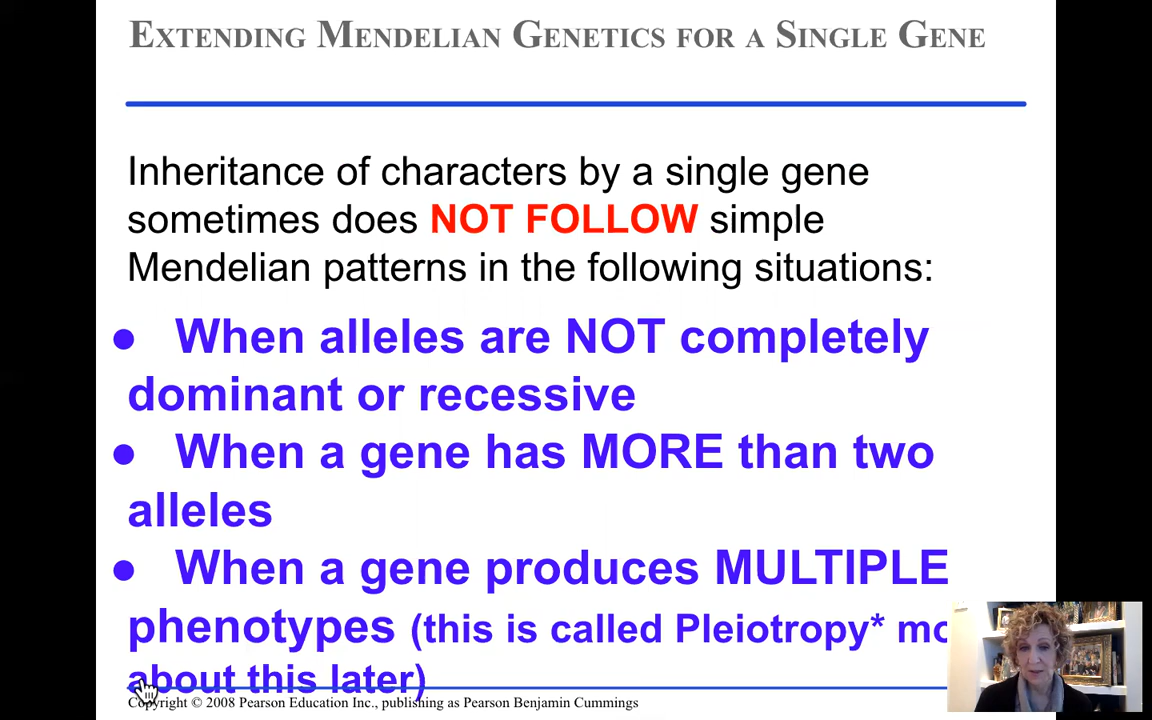 EXTENDING MENDELIAN GENETICS FOR A SINGLE GENE
Inheritance of characters by a single gene
sometimes does NOT FOLLOW simple
Mendelian patterns in the following situations:
● When alleles are NOT completely
dominant or recessive
● When a gene has MORE than two
alleles
● When a gene produces MULTIPLE
phenotypes (this is called Pleiotropy*
about this later)
Copyright © 2008 Pearson Education Inc., publishing as Pearson Benjamin Cummings